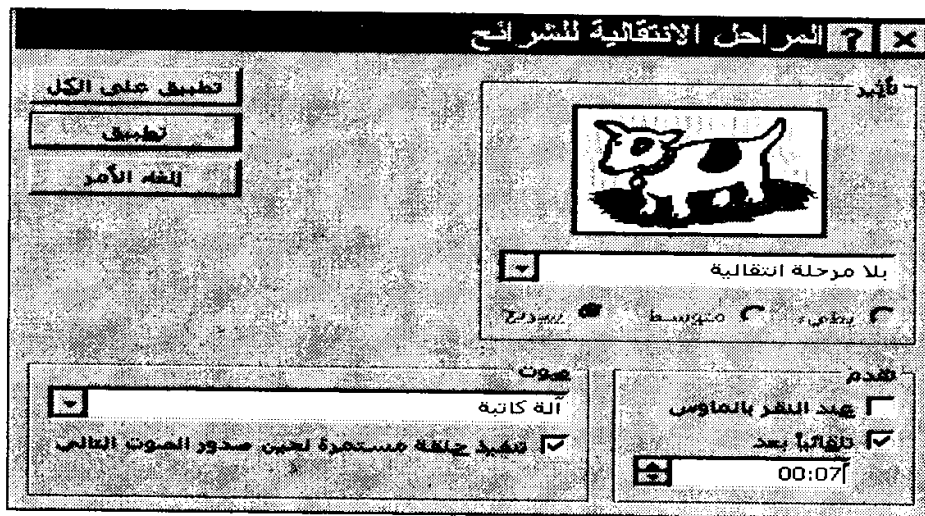 المراحل الانتقالية للشرائح
تأثير
بلا مرحلة انتقالية
بطيء متوسط سريع
تطبيق على الكل
تطبيق
إلغاء الأمر
تقدم
عند النقر بالماوس
تلقائياً بعد
00:07
صوت
آلة كاتبة
تنفيذ حلقة مستمرة لحين صدور الصوت التالي